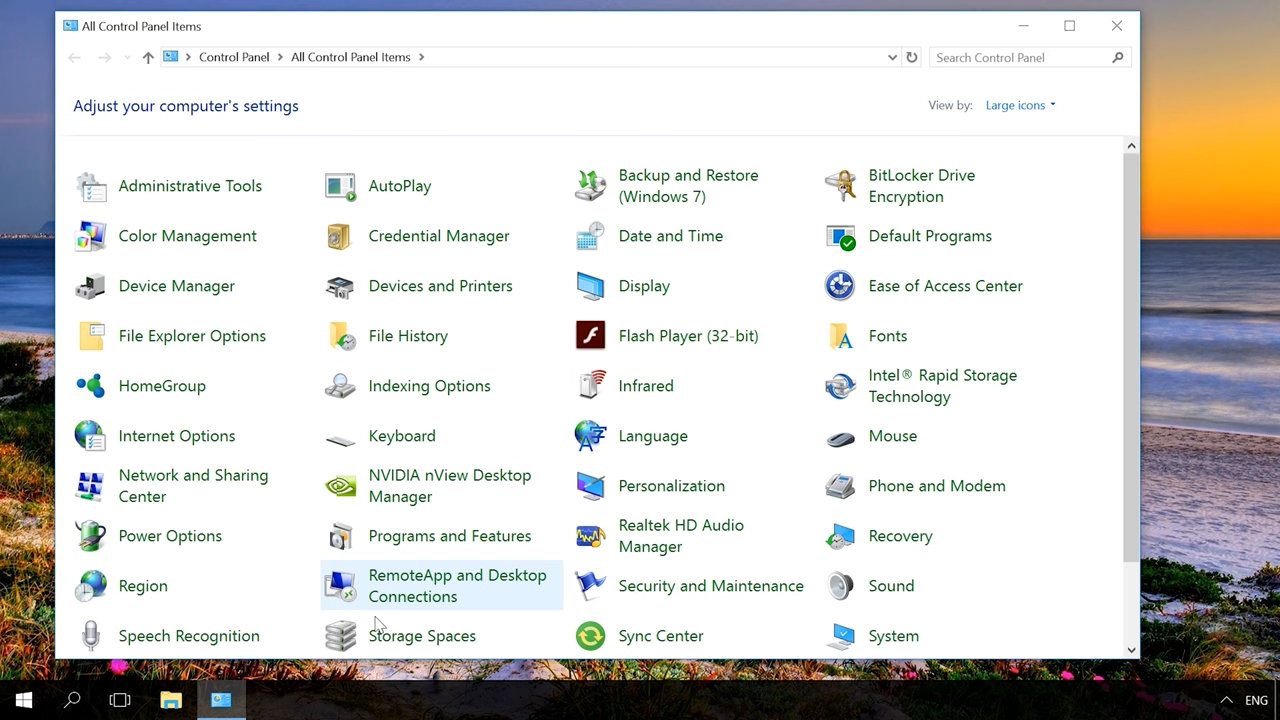 All Control Panel Items
Control Panel
All Control Panel Items
Search Control Panel
Adjust your computer's settings
View by:
Large icons
Administrative Tools
AutoPlay
Backup and Restore
(Windows 7)
BitLocker Drive
Encryption
Color Management
Credential Manager
Date and Time
Default Programs
Device Manager
Devices and Printers
Display
Ease of Access Center
File Explorer Options
File History
Flash Player (32-bit)
Fonts
HomeGroup
Indexing Options
Infrared
Intel® Rapid Storage
Technology
Internet Options
Keyboard
Language
Mouse
Network and Sharing
Center
NVIDIA nView Desktop
Manager
Personalization
Phone and Modem
Power Options
Programs and Features
Realtek HD Audio
Manager
Recovery
Region
RemoteApp and Desktop
Connections
Security and Maintenance
Sound
Speech Recognition
Storage Spaces
Sync Center
System
ENG